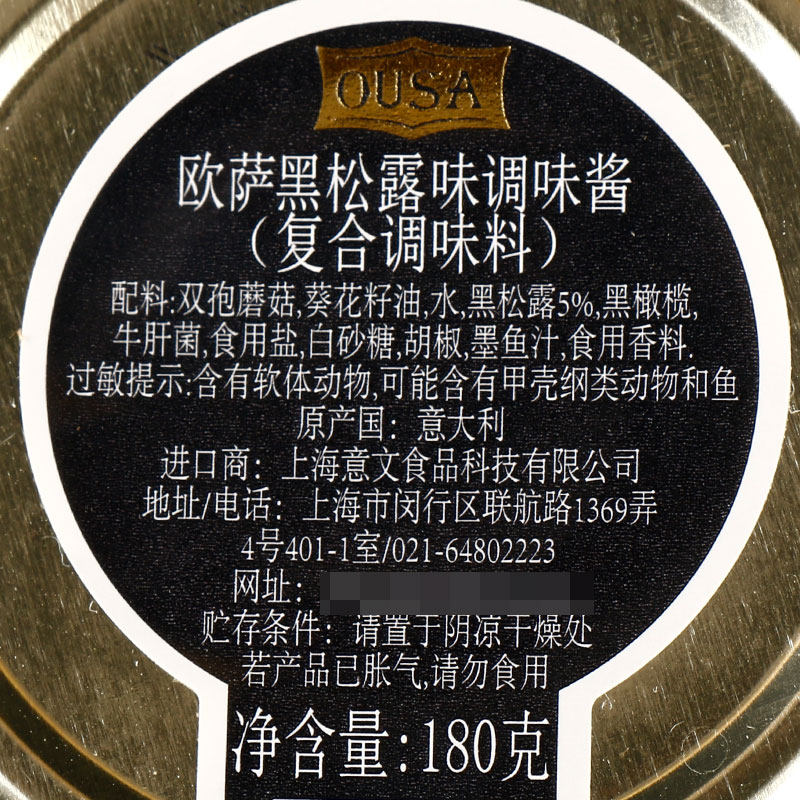 OUSA
欧萨黑松露味调味酱
（复合调味料）
配料:双孢蘑菇,葵花籽油,水,黑松露5%,黑橄榄,
牛肝菌,食用盐,白砂糖,胡椒,墨鱼汁,食用香料.
过敏提示:含有软体动物,可能含有甲壳纲类动物和鱼
原产国：意大利
进口商：上海意文食品科技有限公司
地址/电话：上海市闵行区联航路1369弄
4号401-1室/021-64802223
网址：
贮存条件：请置于阴凉干燥处
若产品已胀气,请勿食用
净含量:180克